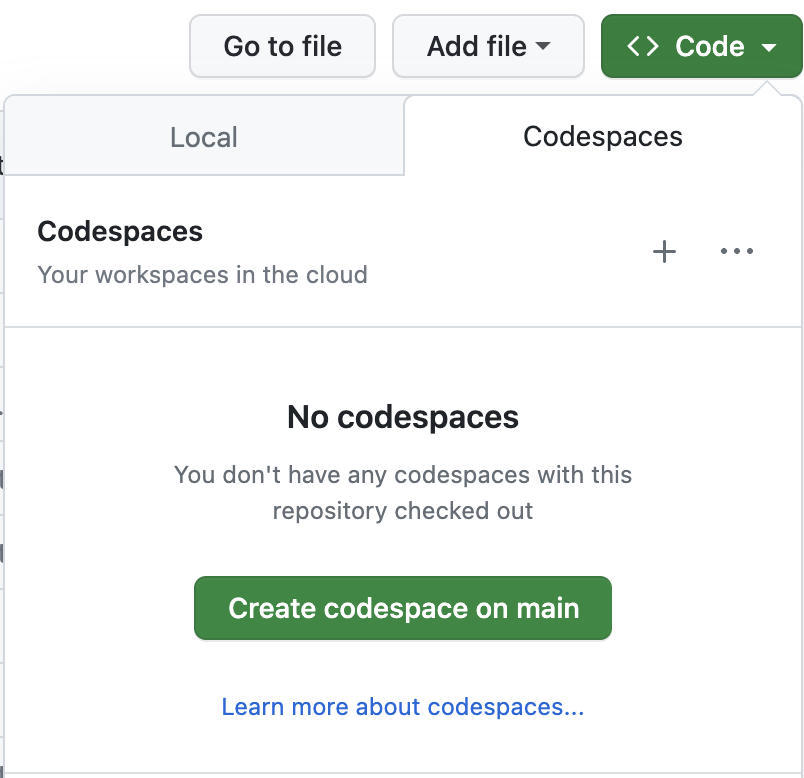 Go to file Add file <> Code
Local Codespaces
Codespaces
Your workspaces in the cloud
No codespaces
You don't have any codespaces with this
repository checked out
Create codespace on main
Learn more about codespaces...